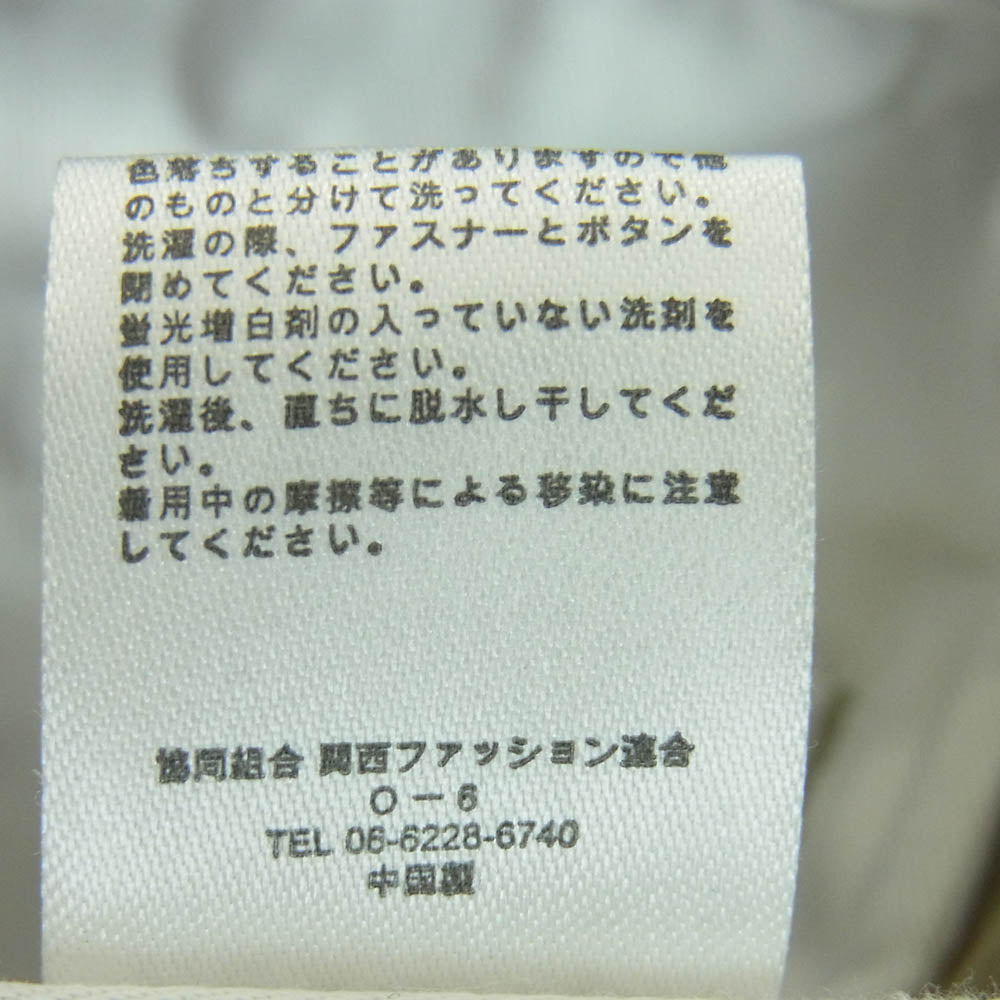 色落ちすることがありますので他
のものと分けて洗ってください。
洗濯の際、ファスナーとボタンを
閉めてください。
蛍光増白剤の入っていない洗剤を
使用してください。
洗濯後、直ちに脱水し干してくだ
さい。
着用中の摩擦等による移染に注意
してください。
協同組合 関西ファッション連合
O－6
TEL 06-6228-6740
中国製